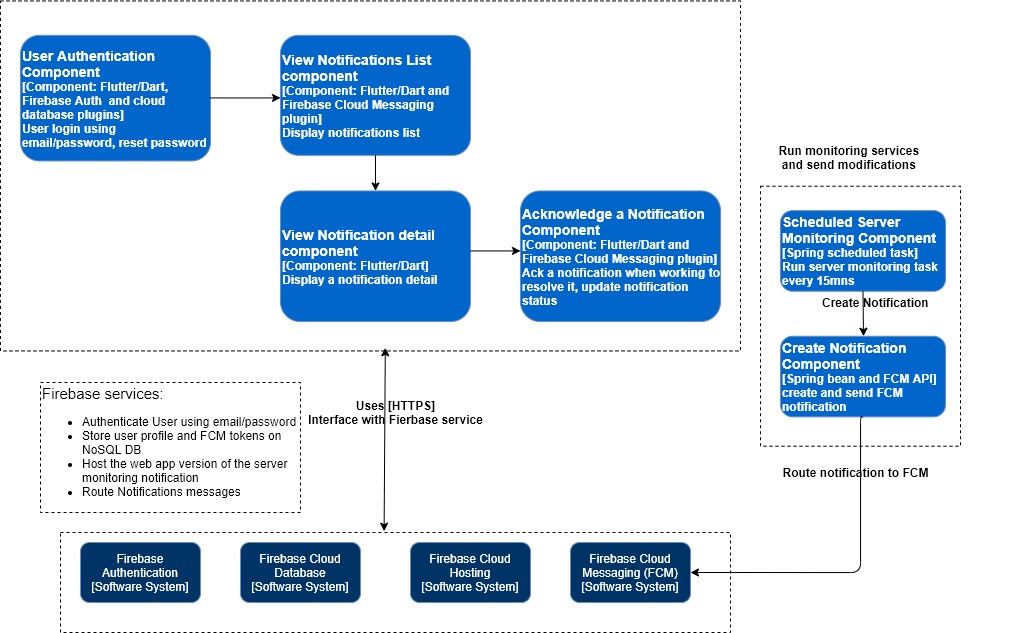 User Authentication
Component
[Component: Flutter/Dart,
Firebase Auth and cloud
database plugins]
User login using
email/password, reset password
View Notifications List
component
[Component: Flutter/Dart and
Firebase Cloud Messaging
plugin]
Display notifications list
View Notification detail
component
[Component: Flutter/Dart]
Display a notification detail
Acknowledge a Notification
Component
[Component: Flutter/Dart and
Firebase Cloud Messaging plugin]
Ack a notification when working to
resolve it, update notification
status
Run monitoring services
and send modifications
Scheduled Server
Monitoring Component
[Spring scheduled task]
Run server monitoring task
every 15mns
Create Notification
Create Notification
Component
[Spring bean and FCM API]
create and send FCM
notification
Route notification to FCM
Uses [HTTPS]
Interface with Fierbase service
Firebase services:
• Authenticate User using email/password
• Store user profile and FCM tokens on
NoSQL DB
• Host the web app version of the server
monitoring notification
• Route Notifications messages
Firebase
Authentication
[Software System]
Firebase Cloud
Database
[Software System]
Firebase Cloud
Hosting
[Software System]
Firebase Cloud
Messaging (FCM)
[Software System]